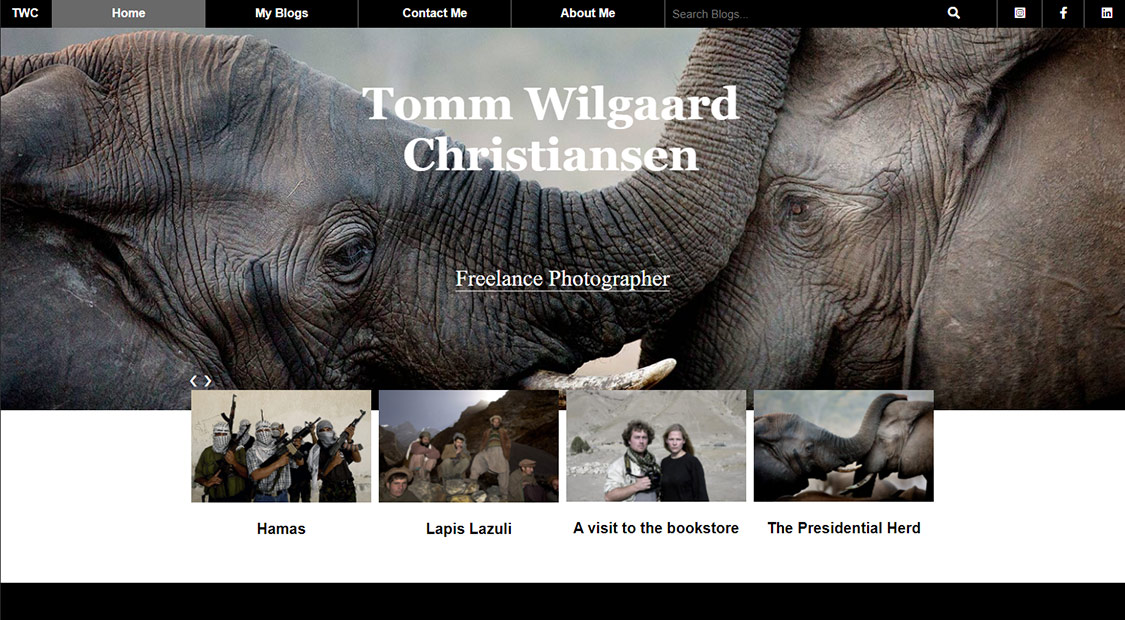 TWC Home My Blogs Contact Me About Me Search Blogs...
Tomm Wilgaard
Christiansen
Freelance Photographer
Hamas
Lapis Lazuli
A visit to the bookstore
The Presidential Herd